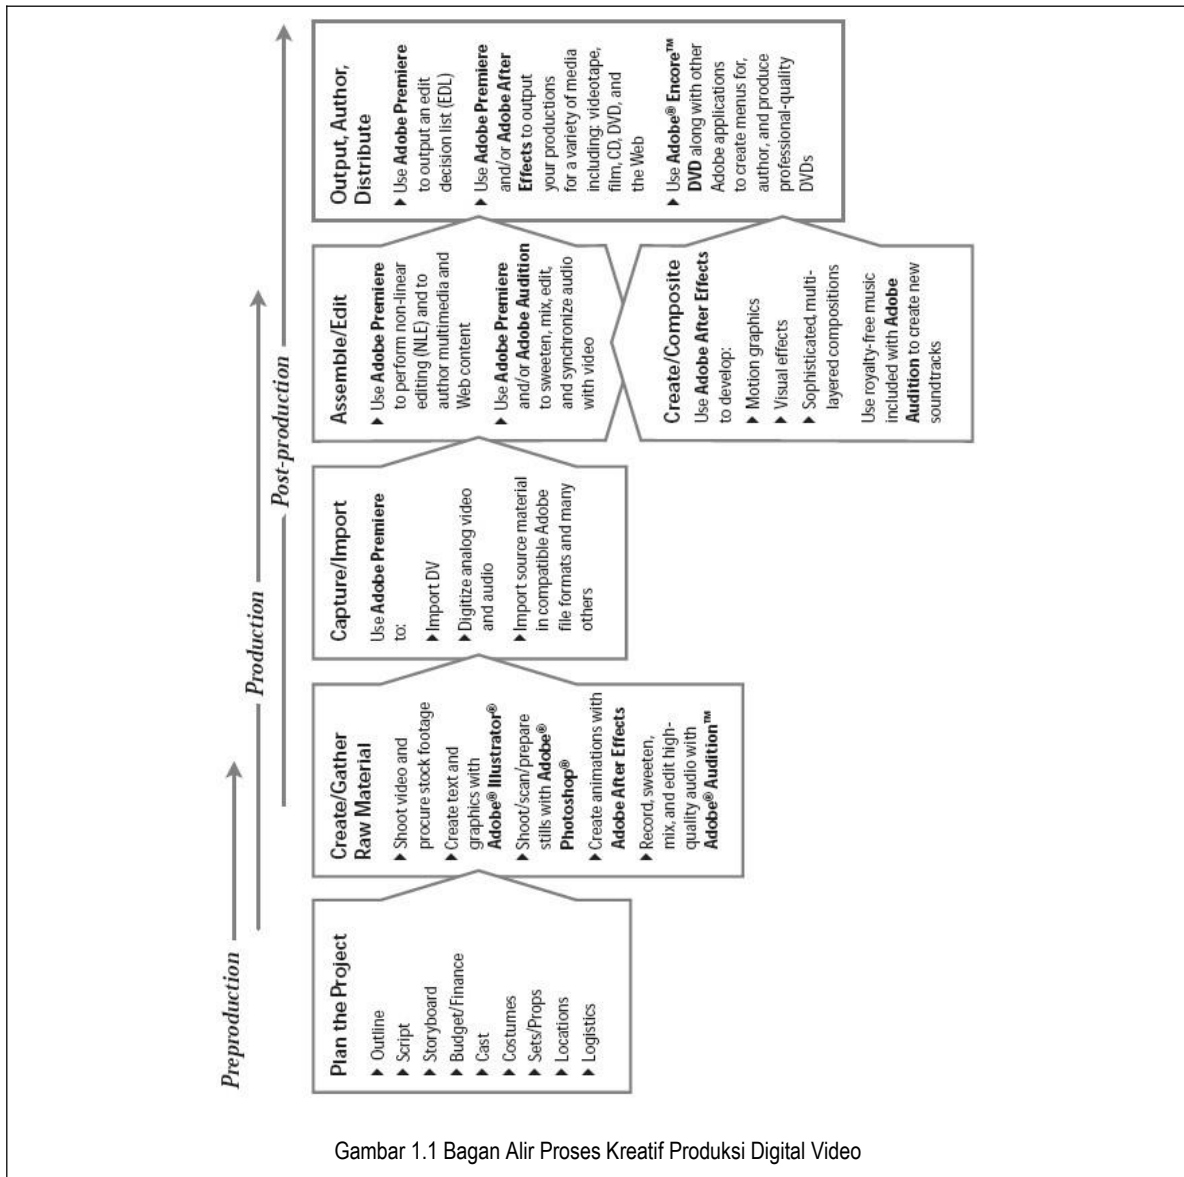 Preproduction
Production
Post-production
Plan the Project
▶ Outline
▶ Script
▶ Storyboard
▶ Budget/Finance
▶ Cast
▶ Costumes
▶ Sets/Props
▶ Locations
▶ Logistics
Create/Gather
Raw Material
▶ Shoot video and
procure stock footage
▶ Create text and
graphics with
Adobe® Illustrator®
▶ Shoot/scan/prepare
stills with Adobe®
Photoshop®
▶ Create animations with
Adobe After Effects
▶ Record, sweeten,
mix, and edit high-
quality audio with
Adobe® Audition™
Capture/Import
Use Adobe Premiere
to:
▶ Import DV
▶ Digitize analog video
and audio
▶ Import source material
in compatible Adobe
file formats and many
others
Assemble/Edit
▶ Use Adobe Premiere
to perform non-linear
editing (NLE) and to
author multimedia and
Web content
▶ Use Adobe Premiere
and/or Adobe Audition
to sweeten, mix, edit,
and synchronize audio
with video
Create/Composite
Use Adobe After Effects
to develop:
▶ Motion graphics
▶ Visual effects
▶ Sophisticated, multi-
layered compositions
Use royalty-free music
included with Adobe
Audition to create new
soundtracks
Output, Author,
Distribute
▶ Use Adobe Premiere
to output an edit
decision list (EDL)
▶ Use Adobe Premiere
and/or Adobe After
Effects to output
your productions
for a variety of media
including: videotape,
film, CD, DVD, and
the Web
▶ Use Adobe® Encore™
DVD along with other
Adobe applications
to create menus for,
author, and produce
professional-quality
DVDs
Gambar 1.1 Bagan Alir Proses Kreatif Produksi Digital Video